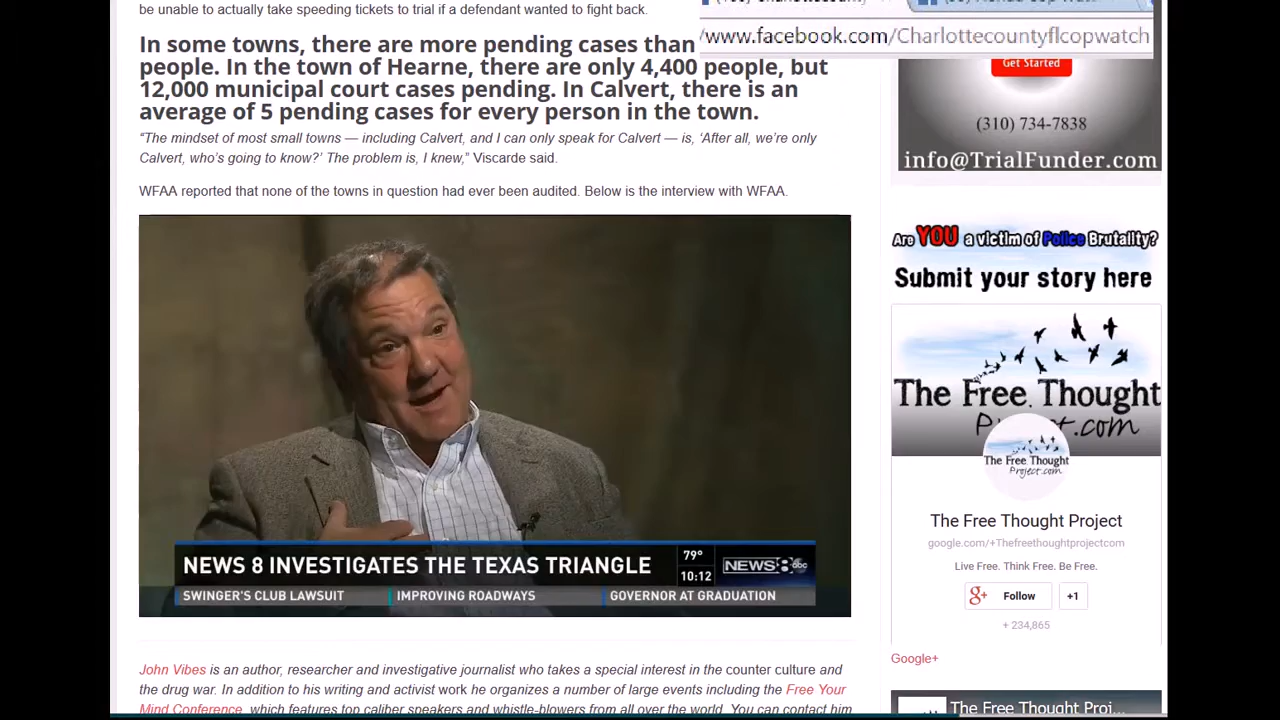 be unable to actually take speeding tickets to trial if a defendant wanted to fight back.
In some towns, there are more pending cases than
people. In the town of Hearne, there are only 4,400 people, but
12,000 municipal court cases pending. In Calvert, there is an
average of 5 pending cases for every person in the town.
“The mindset of most small towns — including Calvert, and I can only speak for Calvert — is, ‘After all, we’re only
Calvert, who’s going to know?’ The problem is, I knew,” Viscarde said.
WFAA reported that none of the towns in question had ever been audited. Below is the interview with WFAA.
NEWS 8 INVESTIGATES THE TEXAS TRIANGLE
79°
10:12
NEWS 8 abc
SWINGER'S CLUB LAWSUIT
IMPROVING ROADWAYS
GOVERNOR AT GRADUATION
John Vibes is an author, researcher and investigative journalist who takes a special interest in the counter culture and
the drug war. In addition to his writing and activist work he organizes a number of large events including the Free Your
Mind Conference, which features top caliber speakers and whistle-blowers from all over the world. You can contact him
/www.facebook.com/Charlottecountyflcopwatch
Get Started
(310) 734-7838
info@TrialFunder.com
Are YOU a victim of Police Brutality?
Submit your story here
The Free Thought
Project.com
The Free Thought
Project.com
The Free Thought Project
google.com/+Thefreethoughtprojectcom
Live Free. Think Free. Be Free.
g+ Follow
+1
+ 234,865
Google+
The Free Thought Proj...